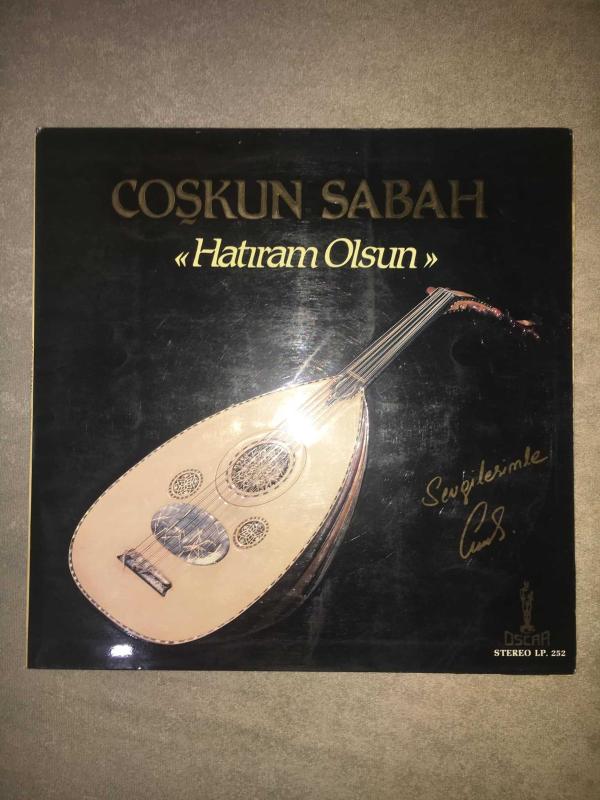 COŞKUN SABAH
«Hatıram Olsun»
Sevgilerimle
OSCAR
STEREO LP. 252